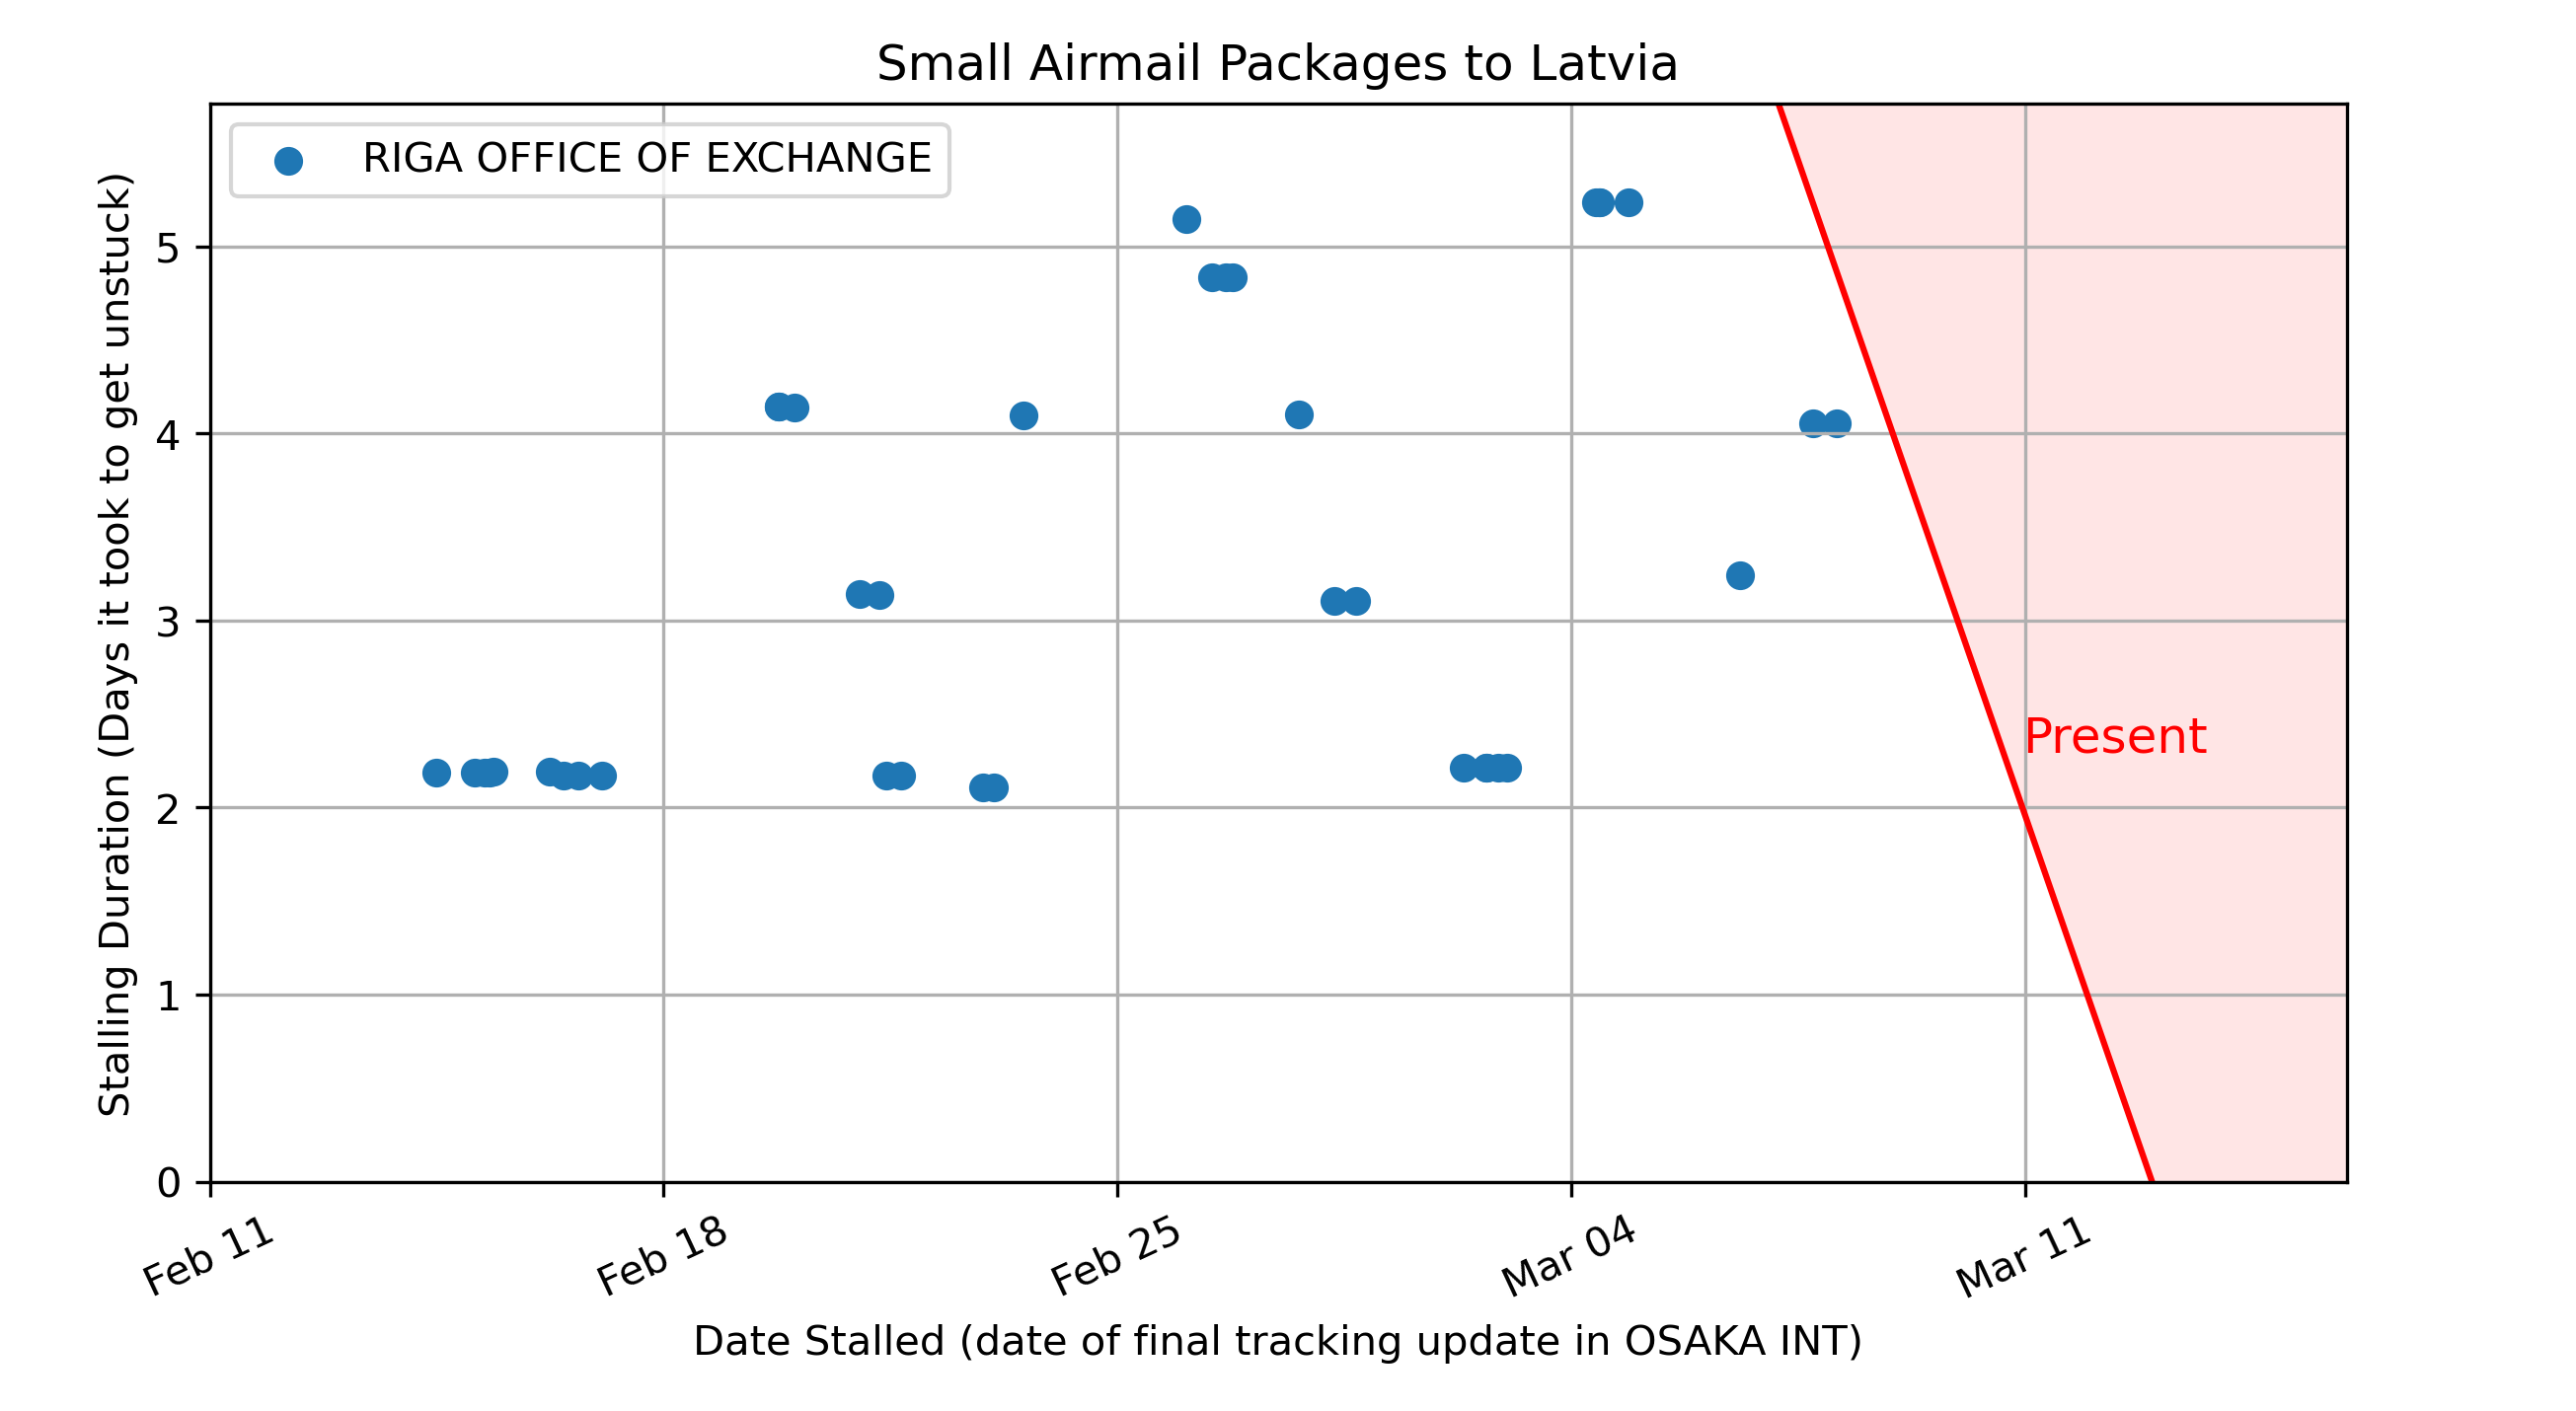 Small Airmail Packages to Latvia
RIGA OFFICE OF EXCHANGE
Stalling Duration (Days it took to get unstuck)
5
4
3
2
1
0
Present
Feb 11
Feb 18
Feb 25
Mar 04
Mar 11
Date Stalled (date of final tracking update in OSAKA INT)